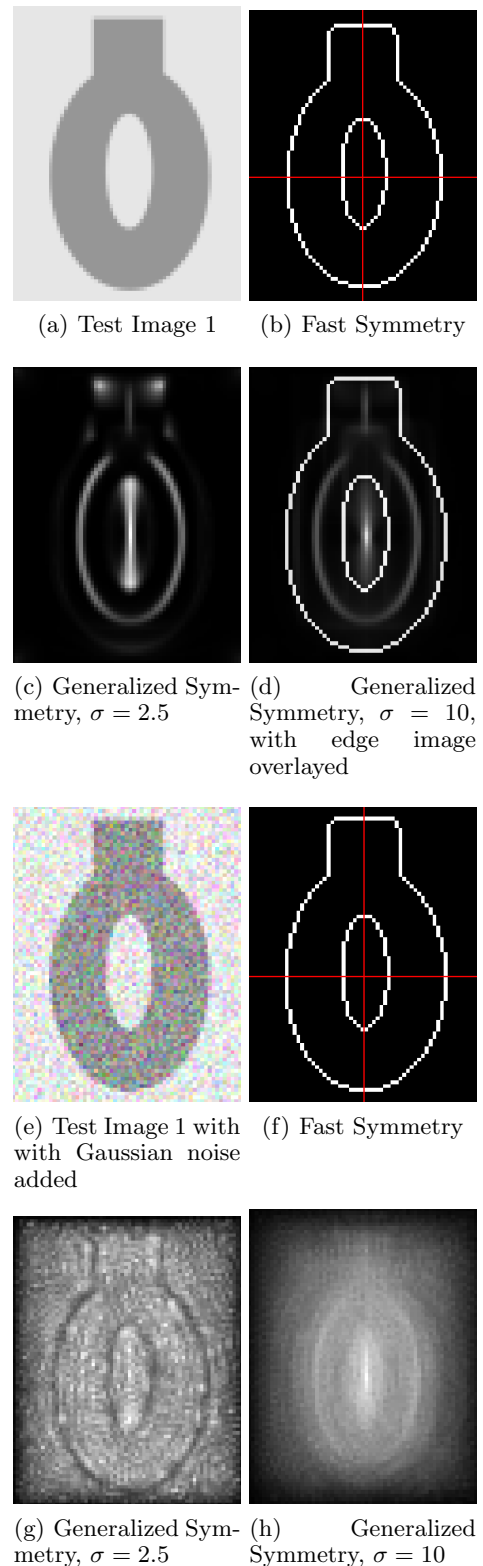 (a) Test Image 1
(b) Fast Symmetry
(c) Generalized Sym-
metry, σ = 2.5
(d) Generalized
Symmetry, σ = 10,
with edge image
overlayed
(e) Test Image 1 with
with Gaussian noise
added
(f) Fast Symmetry
(g) Generalized Sym-
metry, σ = 2.5
(h) Generalized
Symmetry, σ = 10